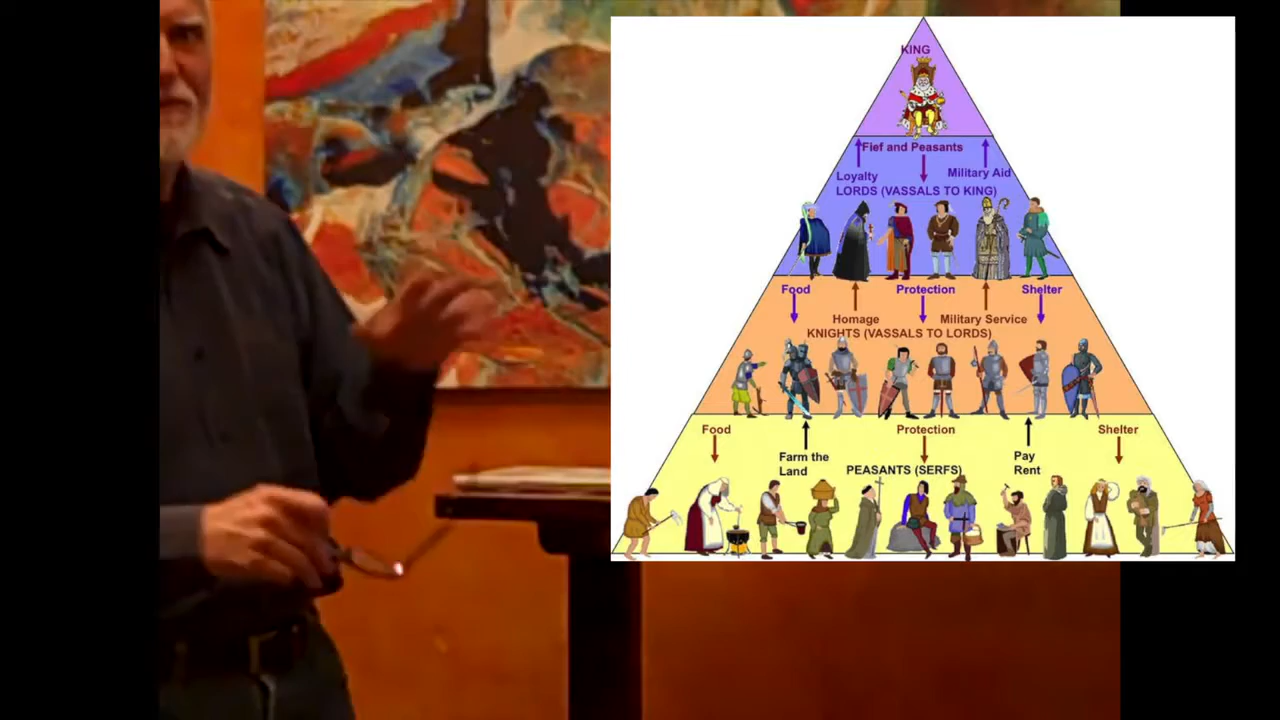 KING
Fief and Peasants
Loyalty
Military Aid
LORDS (VASSALS TO KING)
Food
Protection
Shelter
Homage
Military Service
KNIGHTS (VASSALS TO LORDS)
Food
Protection
Shelter
Farm the
Land
PEASANTS (SERFS)
Pay
Rent